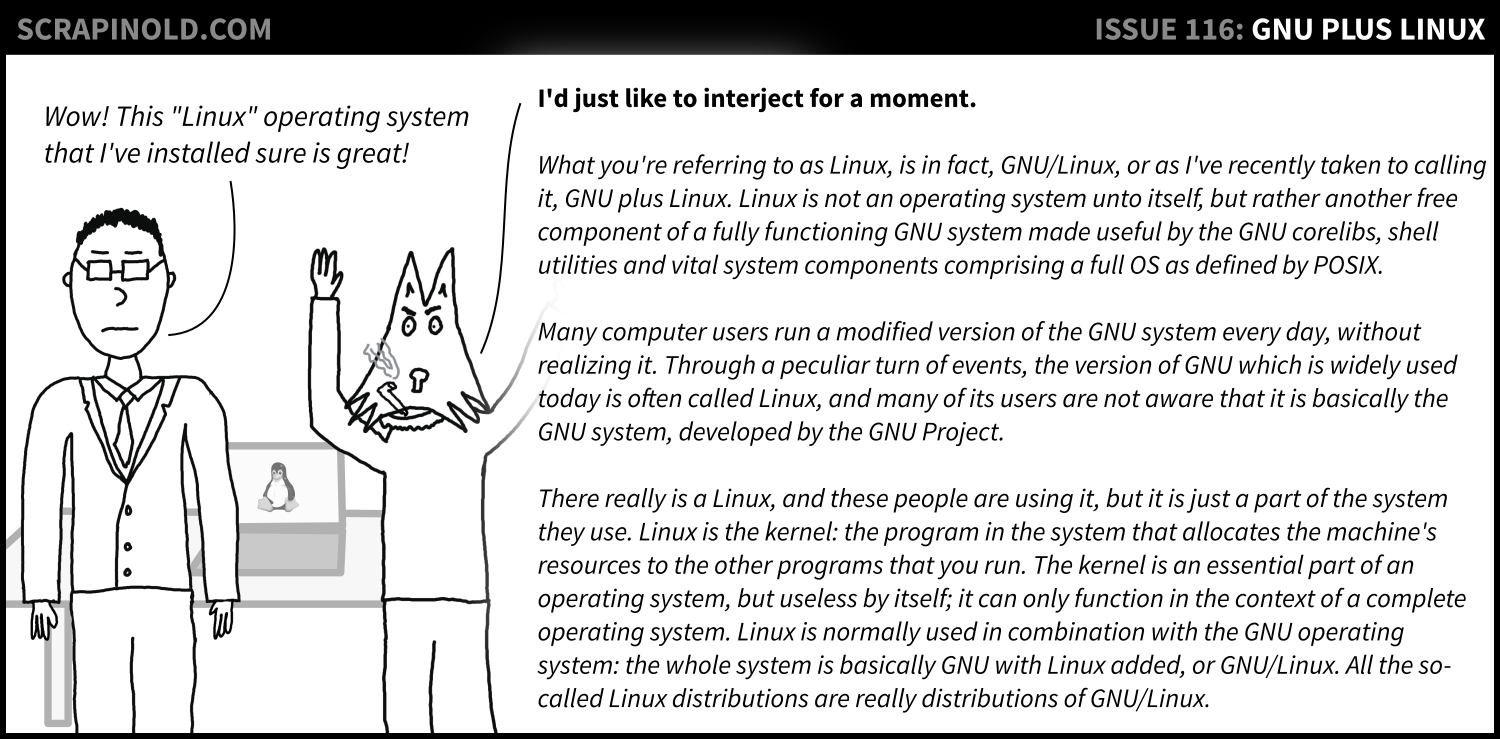 SCRAPINOLD.COM
ISSUE 116: GNU PLUS LINUX
Wow! This "Linux" operating system
that I've installed sure is great!
I'd just like to interject for a moment.
What you're referring to as Linux, is in fact, GNU/Linux, or as I've recently taken to calling
it, GNU plus Linux. Linux is not an operating system unto itself, but rather another free
component of a fully functioning GNU system made useful by the GNU corelibs, shell
utilities and vital system components comprising a full OS as defined by POSIX.
Many computer users run a modified version of the GNU system every day, without
realizing it. Through a peculiar turn of events, the version of GNU which is widely used
today is often called Linux, and many of its users are not aware that it is basically the
GNU system, developed by the GNU Project.
There really is a Linux, and these people are using it, but it is just a part of the system
they use. Linux is the kernel: the program in the system that allocates the machine's
resources to the other programs that you run. The kernel is an essential part of an
operating system, but useless by itself; it can only function in the context of a complete
operating system. Linux is normally used in combination with the GNU operating
system: the whole system is basically GNU with Linux added, or GNU/Linux. All the so-
called Linux distributions are really distributions of GNU/Linux.